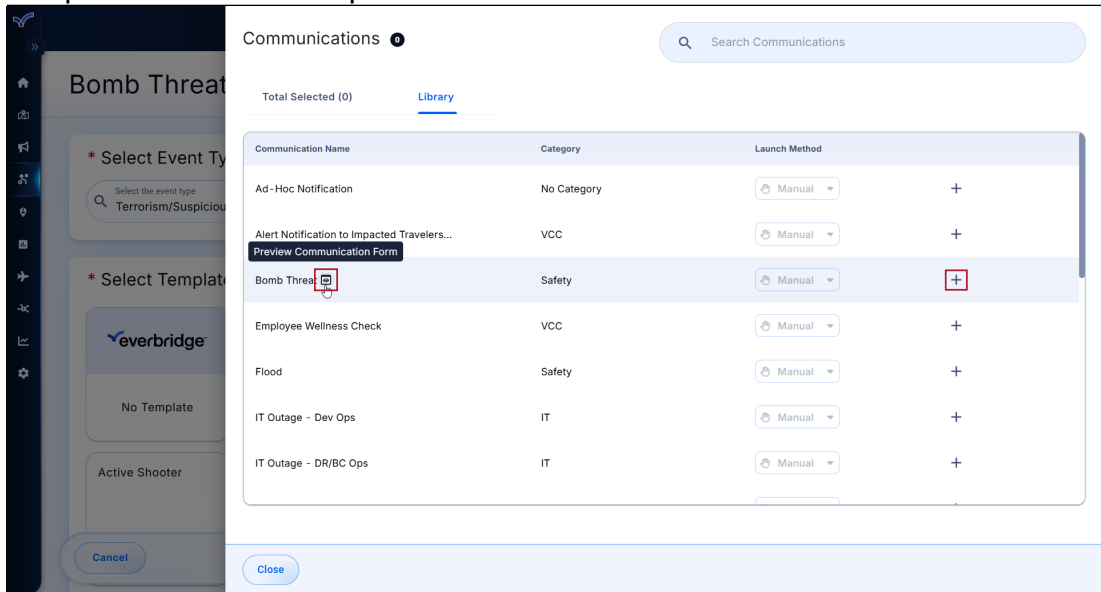 Communications 0
Search Communications
Bomb Threat
Total Selected (0) Library
Communication Name Category Launch Method
* Select Event Ty
Select the event type
Terrorism/Suspiciou
Ad-Hoc Notification No Category Manual +
Alert Notification to Impacted Travelers... VCC Manual +
Preview Communication Form
* Select Templat
Bomb Threat Safety Manual +
everbridge
Employee Wellness Check VCC Manual +
Flood Safety Manual +
No Template
IT Outage - Dev Ops IT Manual +
Active Shooter
IT Outage - DR/BC Ops IT Manual +
Cancel
Close